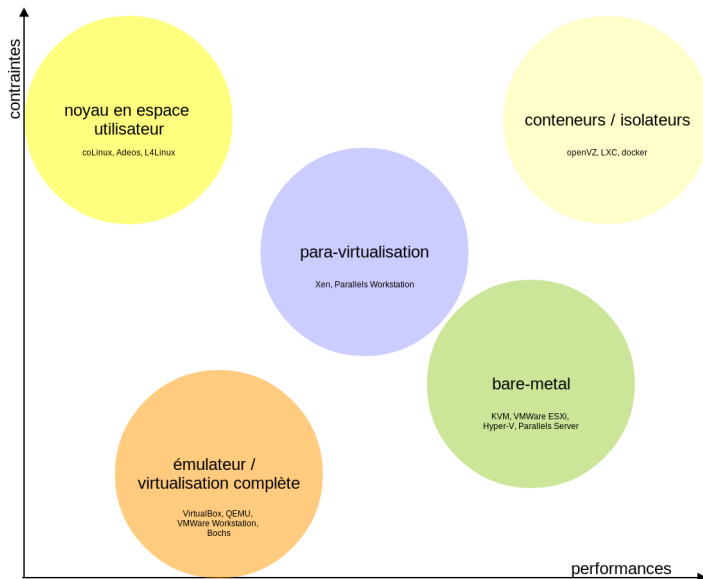 contraintes
noyau en espace
utilisateur
coLinux, Adeos, L4Linux
conteneurs / isolateurs
openVZ, LXC, docker
para-virtualisation
Xen, Parallels Workstation
bare-metal
KVM, VMWare ESXi,
Hyper-V, Parallels Server
émulateur /
virtualisation complète
VirtualBox, QEMU,
VMWare Workstation,
Bochs
performances